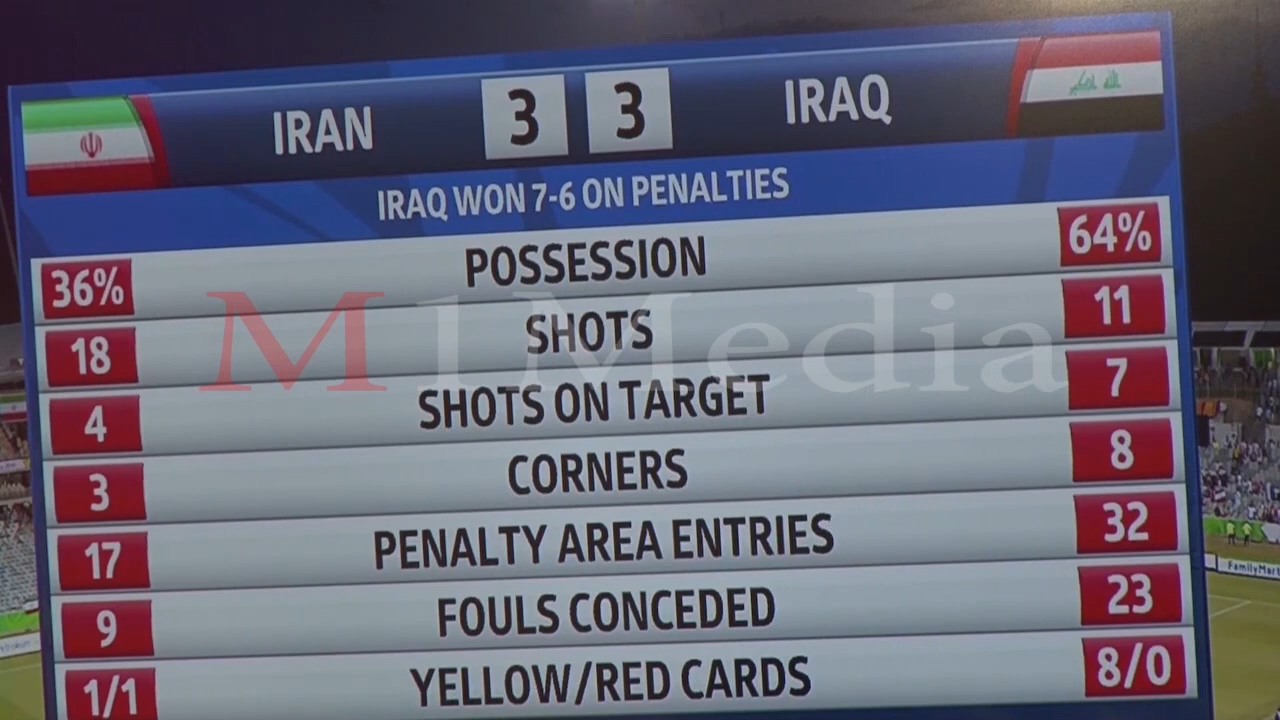 IRAN 3 3 IRAQ
IRAQ WON 7-6 ON PENALTIES
36% POSSESSION 64%
18 SHOTS 11
M1Media
4 SHOTS ON TARGET 7
3 CORNERS 8
17 PENALTY AREA ENTRIES 32
9 FOULS CONCEDED 23
FamilyMart
1/1 YELLOW/RED CARDS 8/0